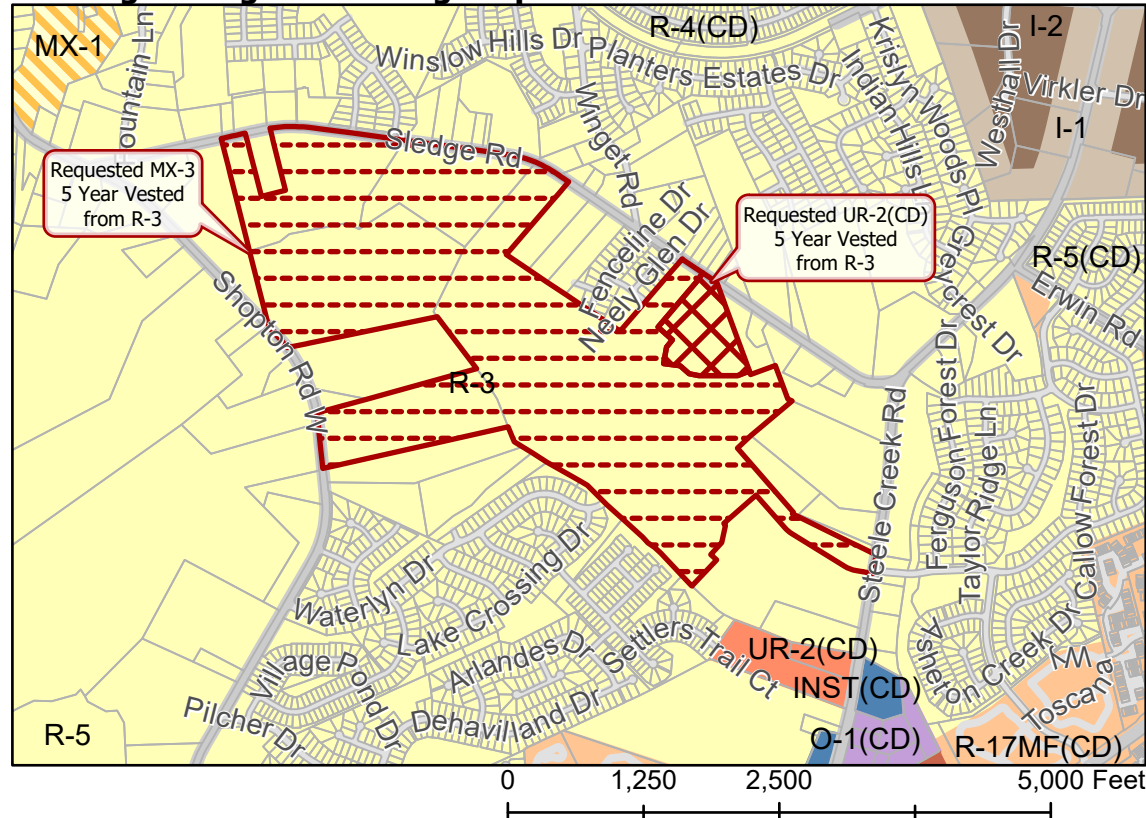 MX-1
R-4(CD)
I-2
Winslow Hills Dr
Planters Estates Dr
Krislyn Woods Pl
Indian Hills L
Westhall Dr
Virkler Dr
I-1
ountain Ln
Winget Rd
Sledge Rd
Requested MX-3
5 Year Vested
from R-3
Fenceline Dr
Neely Glen Dr
Requested UR-2(CD)
5 Year Vested
from R-3
Glencrest Dr
R-5(CD)
Erwin Rd
Shopton Rd W
R-3
Steele Creek Rd
Ferguson Forest Dr
Taylor Ridge Ln
Callow Forest Dr
Waterlyn Dr
Lake Crossing Dr
Arlandes Dr
Settlers Trail Ct
Village Pond Dr
Dehavilland Dr
Pilcher Dr
R-5
UR-2(CD)
INST(CD)
O-1(CD)
Asheton Creek Dr
Toscana Wy
R-17MF(CD)
0 1,250 2,500 5,000 Feet